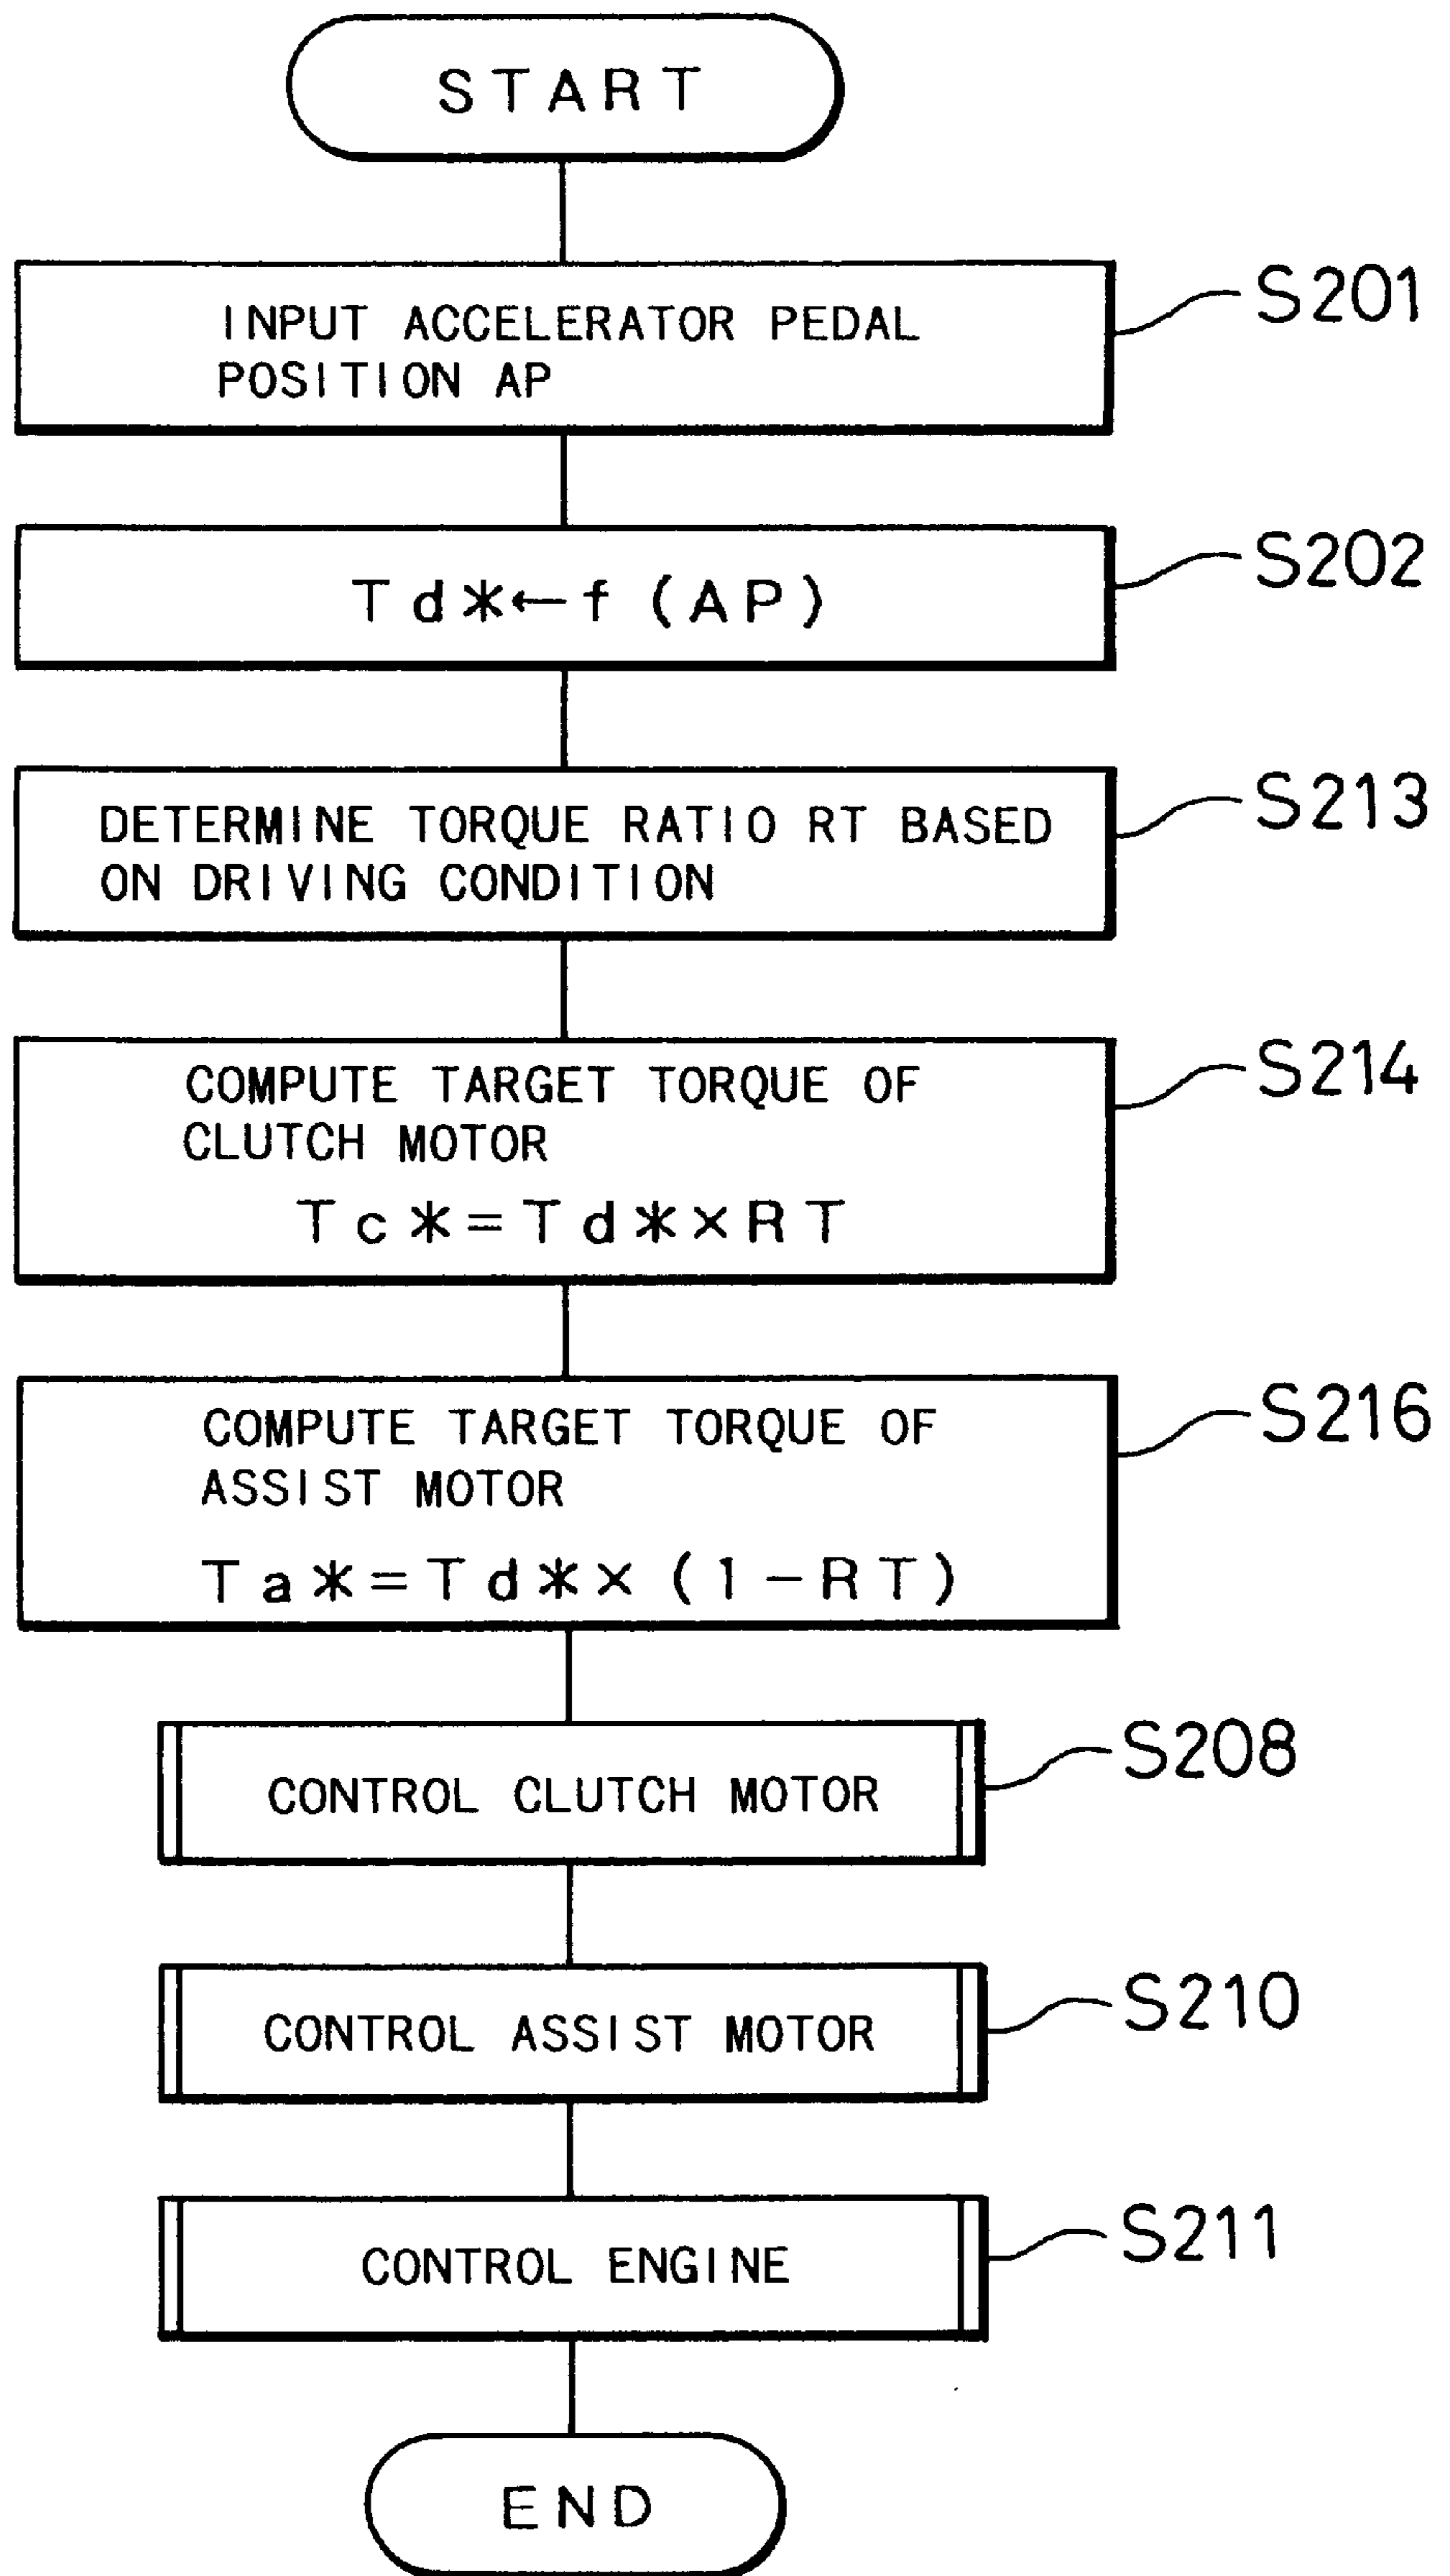 START
INPUT ACCELERATOR PEDAL
POSITION AP
S201
Td*←f(AP)
S202
DETERMINE TORQUE RATIO RT BASED
ON DRIVING CONDITION
S213
COMPUTE TARGET TORQUE OF
CLUTCH MOTOR
Tc*=Td*×RT
S214
COMPUTE TARGET TORQUE OF
ASSIST MOTOR
Ta*=Td*×(1-RT)
S216
CONTROL CLUTCH MOTOR
S208
CONTROL ASSIST MOTOR
S210
CONTROL ENGINE
S211
END